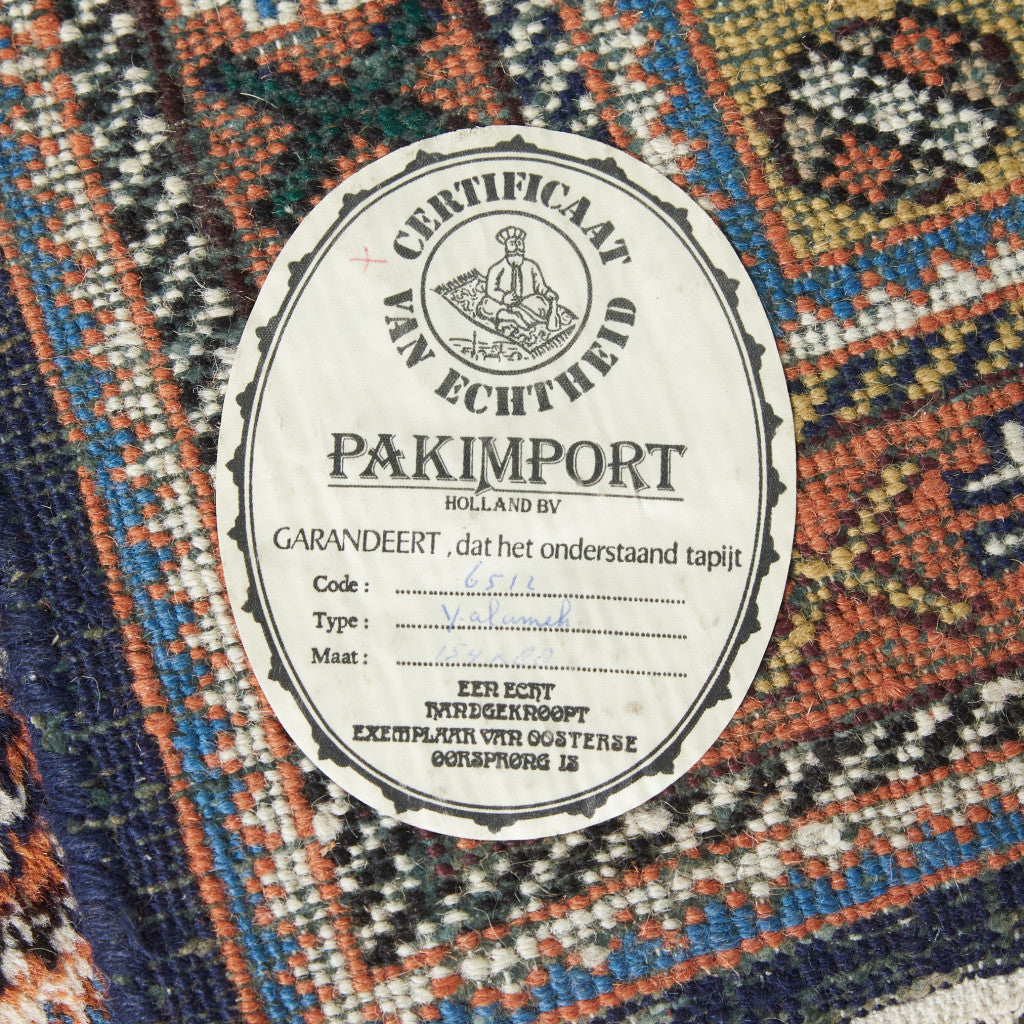 CERTIFICAAT
VAN ECHTHEID
PAKIMPORT
HOLLAND BV
GARANDEERT, dat het onderstaand tapijt
Code : 6512
Type : Yalameh
Maat :
EEN ECHT
HANDGEKNOOPT
EXEMPLAAR VAN OOSTERSE
OORSPRONG IS